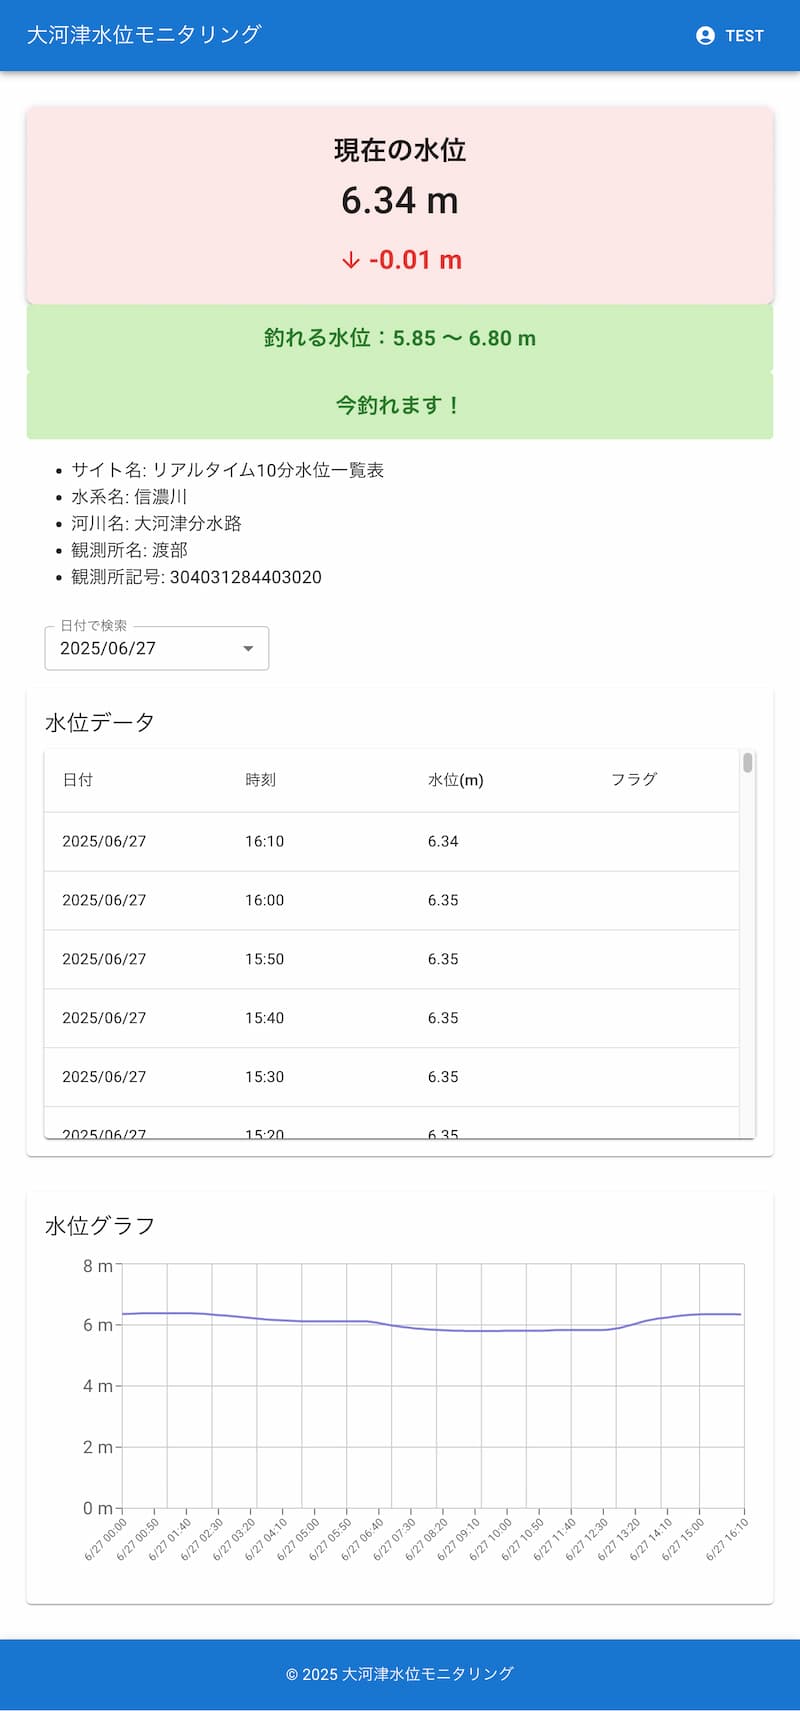 大河津水位モニタリング
TEST
現在の水位
6.34 m
↓ -0.01 m
釣れる水位：5.85 〜 6.80 m
今釣れます！
• サイト名: リアルタイム10分水位一覧表
• 水系名: 信濃川
• 河川名: 大河津分水路
• 観測所名: 渡部
• 観測所記号: 304031284403020
日付で検索
2025/06/27
水位データ
日付 時刻 水位(m) フラグ
2025/06/27 16:10 6.34
2025/06/27 16:00 6.35
2025/06/27 15:50 6.35
2025/06/27 15:40 6.35
2025/06/27 15:30 6.35
2025/06/27 15:20 6.35
水位グラフ
8 m
6 m
4 m
2 m
0 m
6/27 00:00 6/27 00:50 6/27 01:40 6/27 02:30 6/27 03:20 6/27 04:10 6/27 05:00 6/27 05:50 6/27 06:40 6/27 07:30 6/27 08:20 6/27 09:10 6/27 10:00 6/27 10:50 6/27 11:40 6/27 12:30 6/27 13:20 6/27 14:10 6/27 15:00 6/27 16:10
© 2025 大河津水位モニタリング